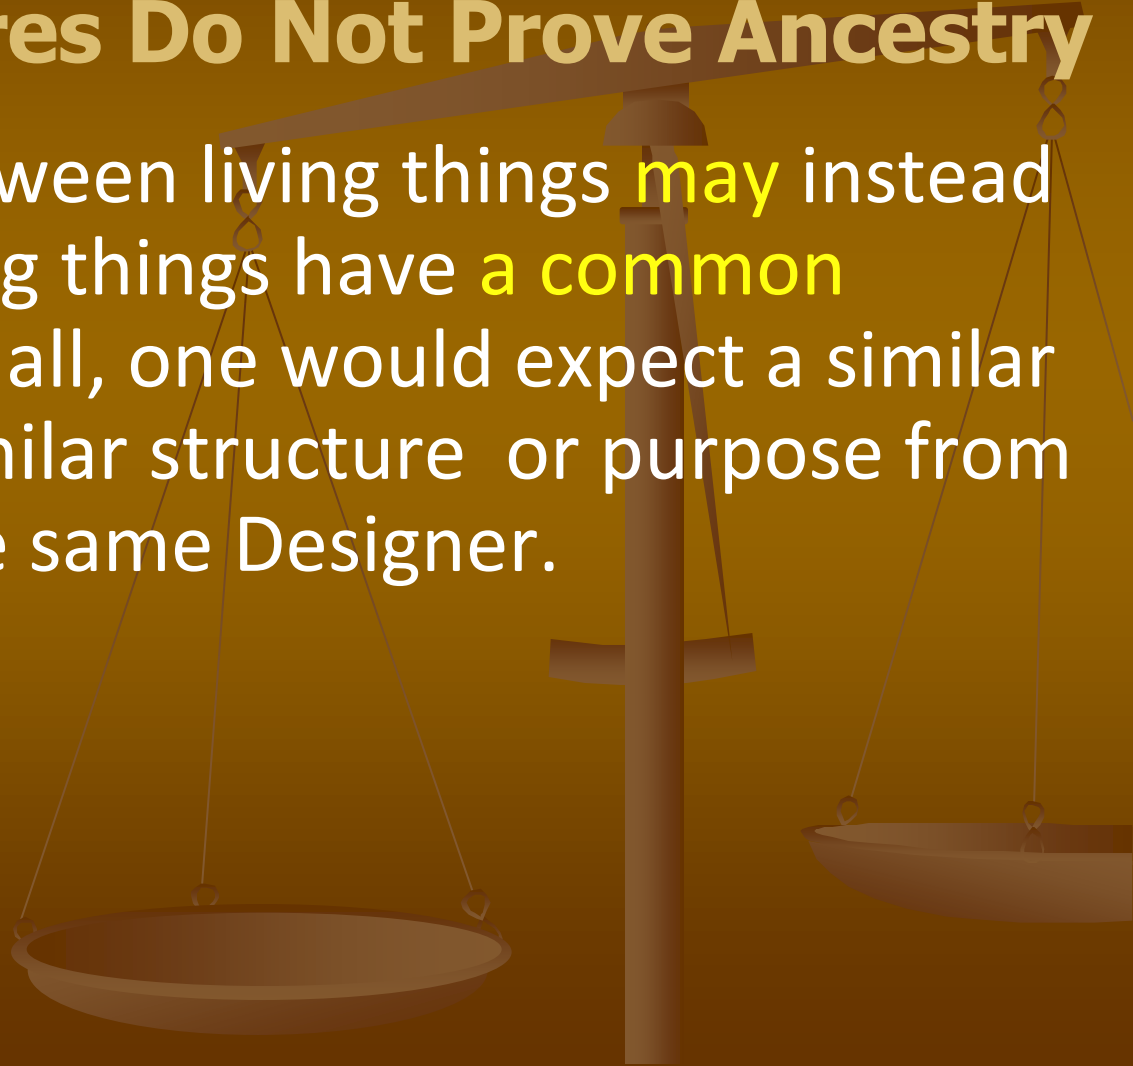 res Do Not Prove Ancestry
ween living things may instead
g things have a common
all, one would expect a similar
nilar structure or purpose from
e same Designer.